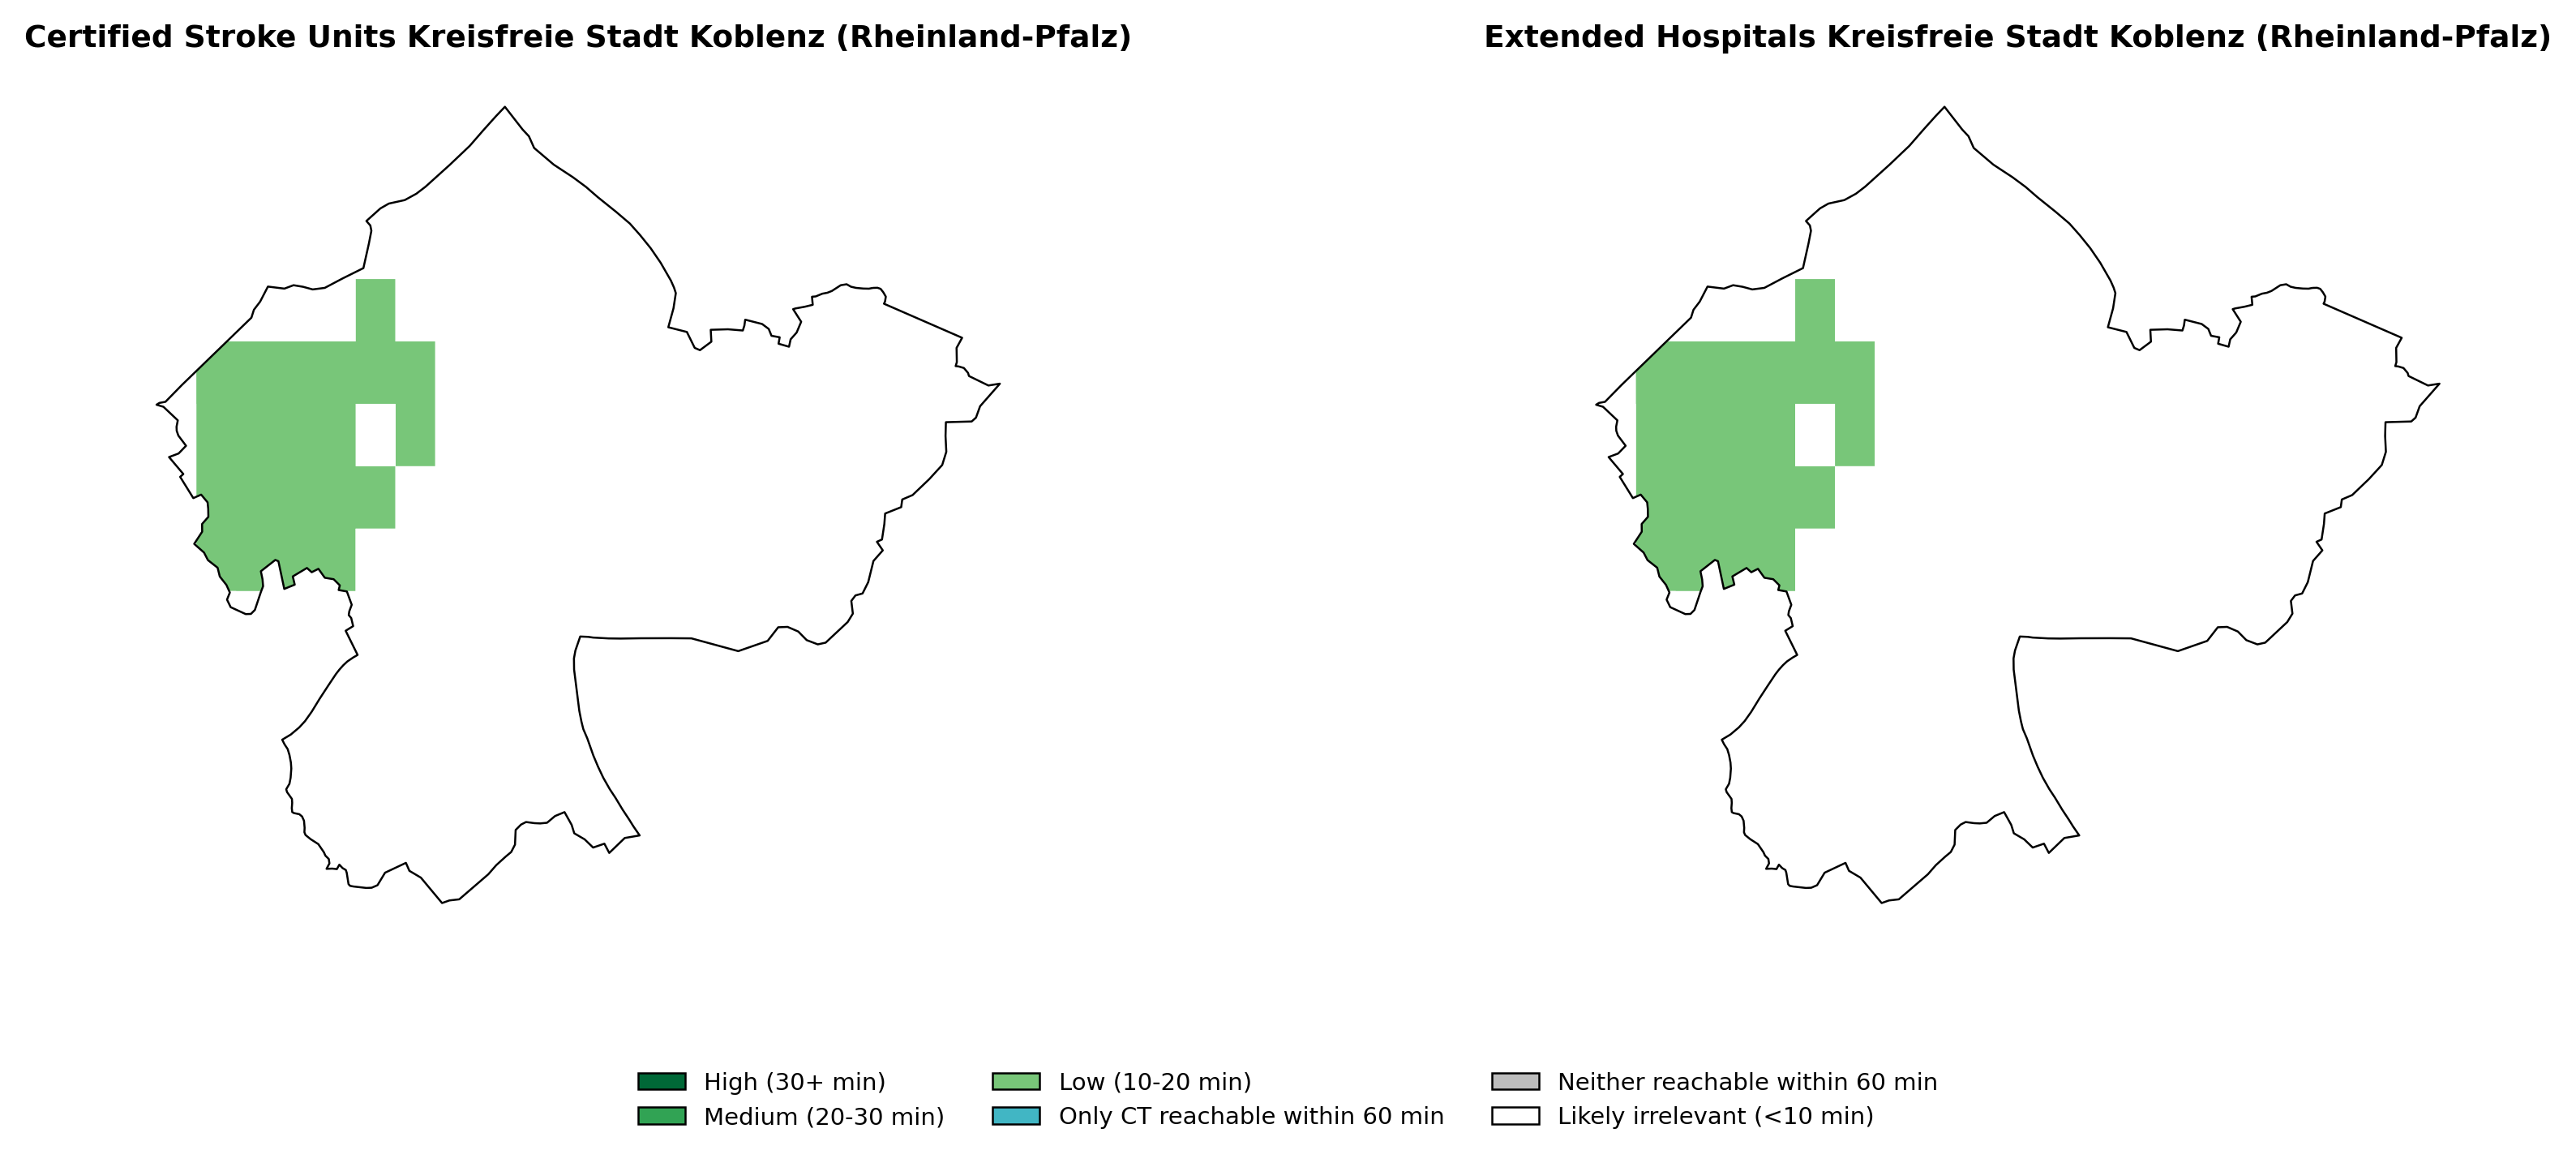 Certified Stroke Units Kreisfreie Stadt Koblenz (Rheinland-Pfalz)
Extended Hospitals Kreisfreie Stadt Koblenz (Rheinland-Pfalz)
High (30+ min)
Medium (20-30 min)
Low (10-20 min)
Only CT reachable within 60 min
Neither reachable within 60 min
Likely irrelevant (<10 min)